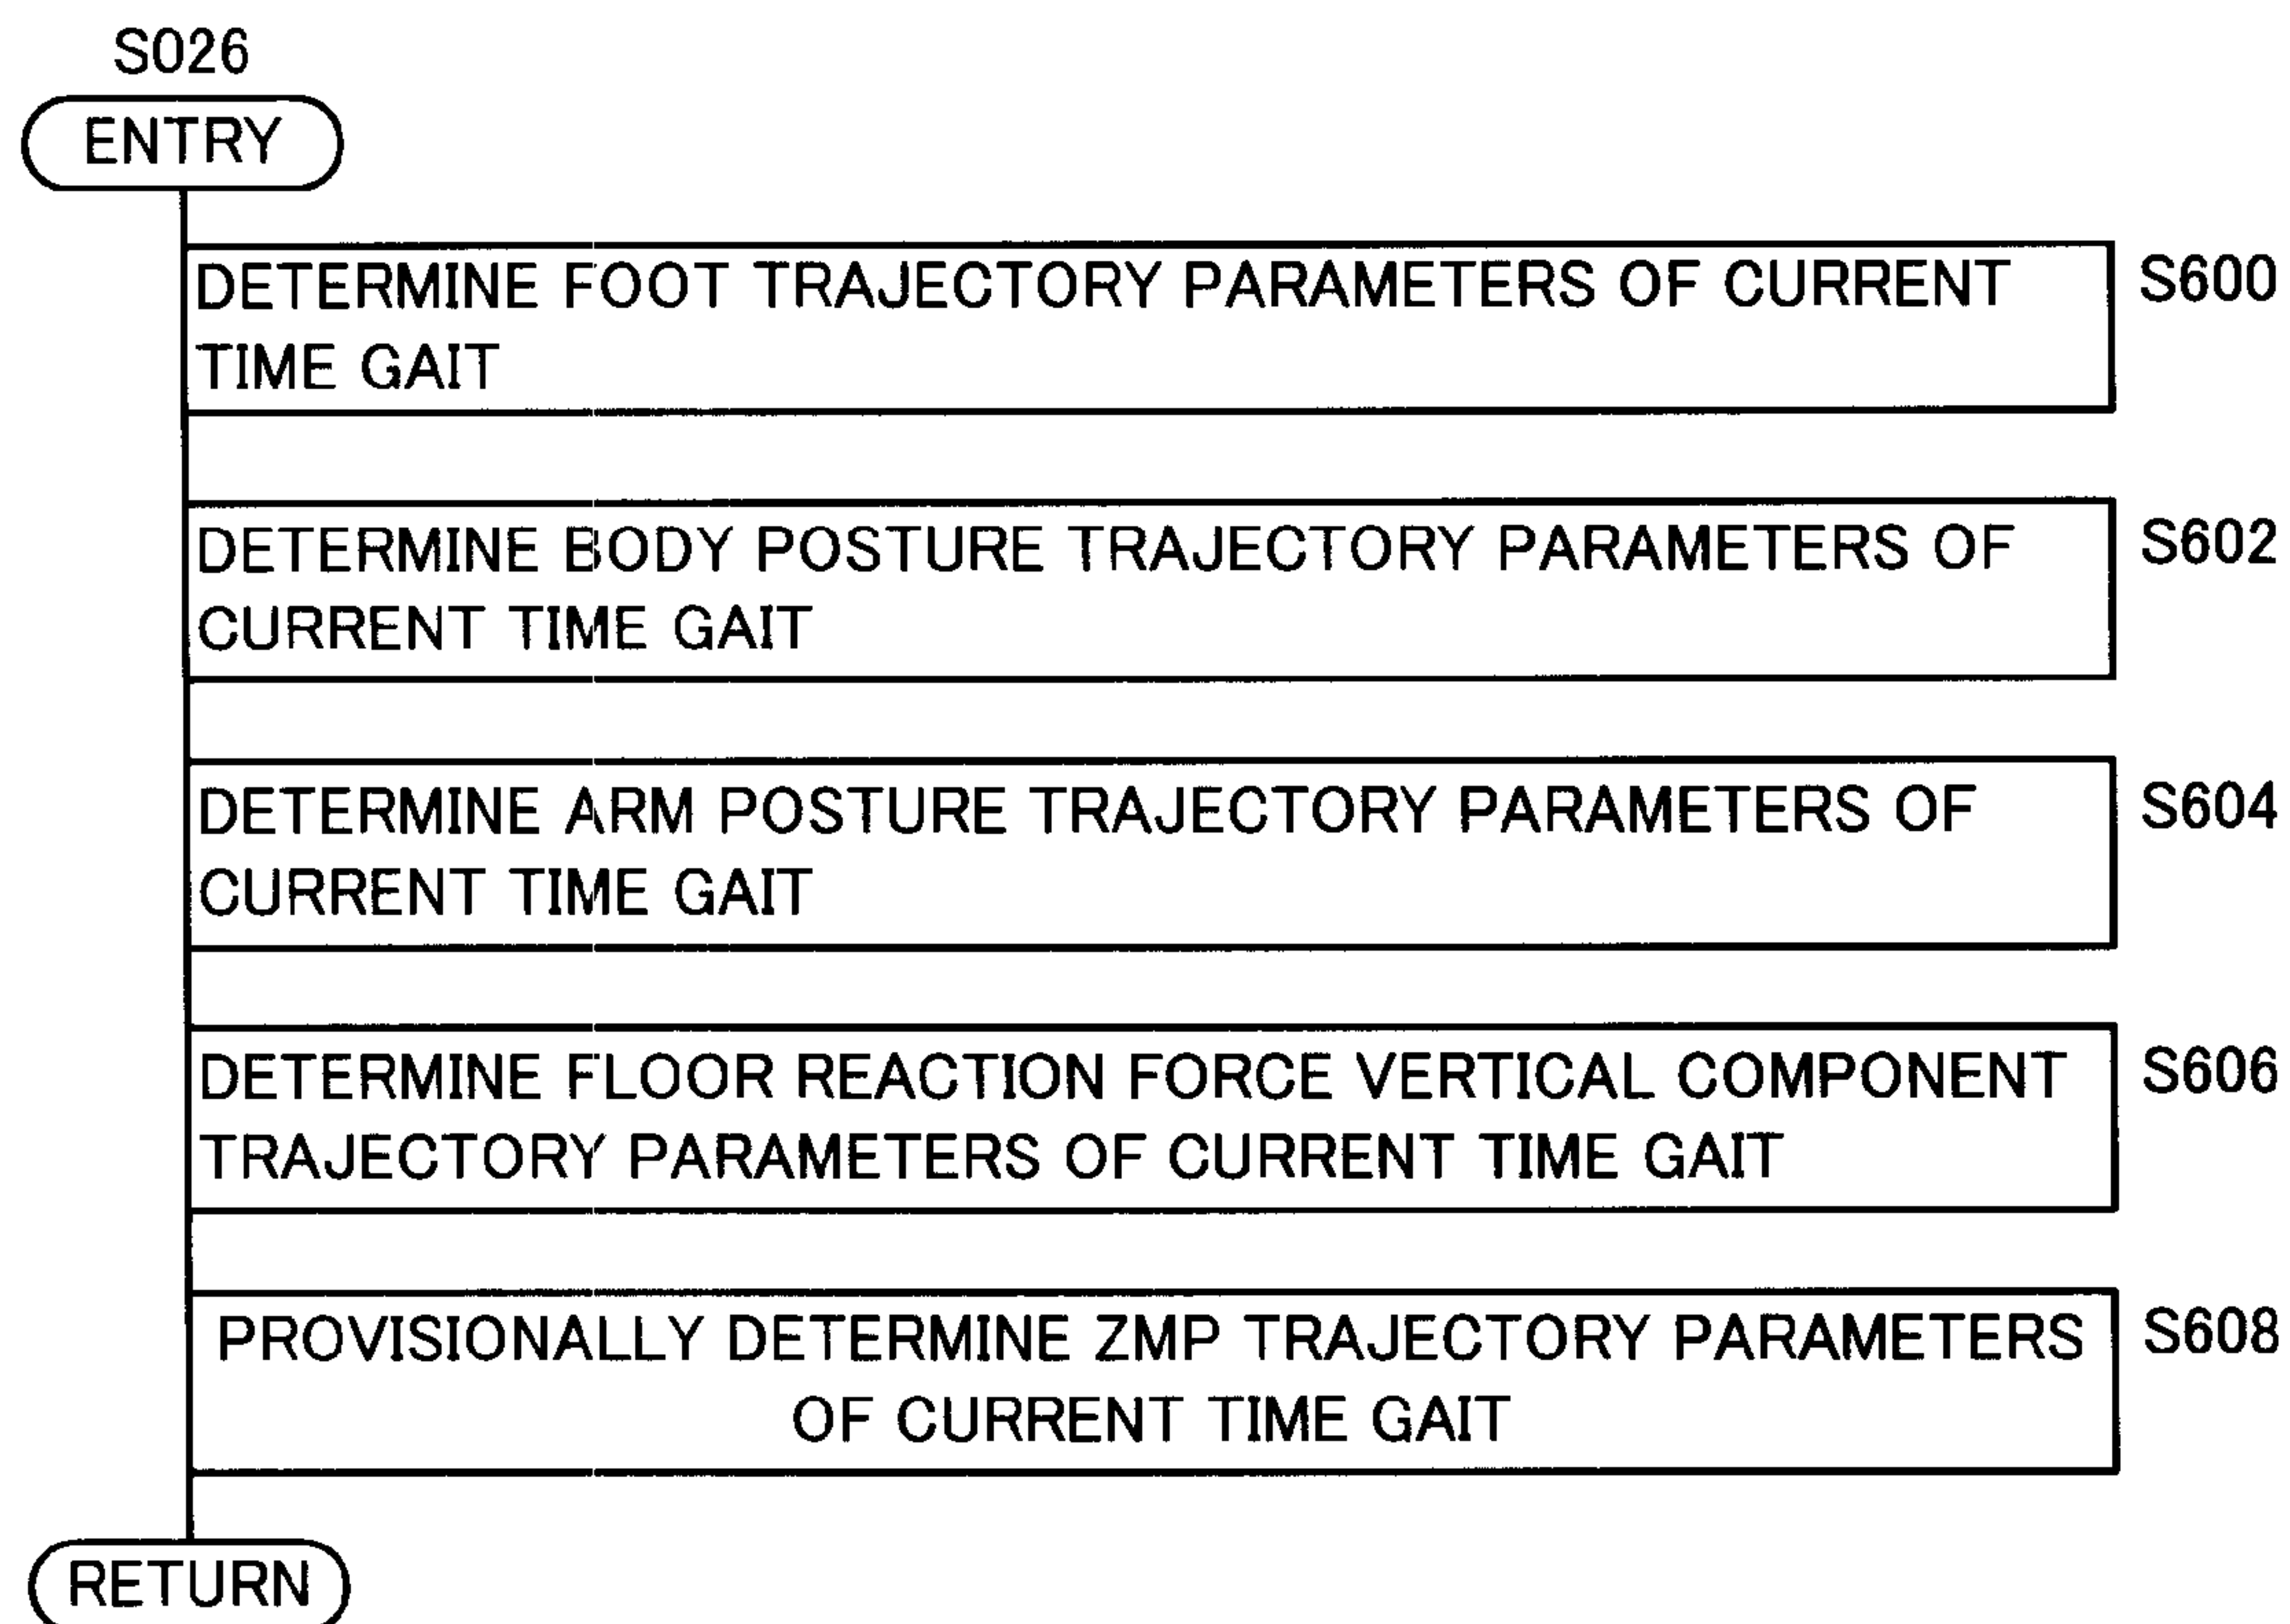 S026
ENTRY
DETERMINE FOOT TRAJECTORY PARAMETERS OF CURRENT
TIME GAIT
S600
DETERMINE BODY POSTURE TRAJECTORY PARAMETERS OF
CURRENT TIME GAIT
S602
DETERMINE ARM POSTURE TRAJECTORY PARAMETERS OF
CURRENT TIME GAIT
S604
DETERMINE FLOOR REACTION FORCE VERTICAL COMPONENT
TRAJECTORY PARAMETERS OF CURRENT TIME GAIT
S606
PROVISIONALLY DETERMINE ZMP TRAJECTORY PARAMETERS
OF CURRENT TIME GAIT
S608
RETURN